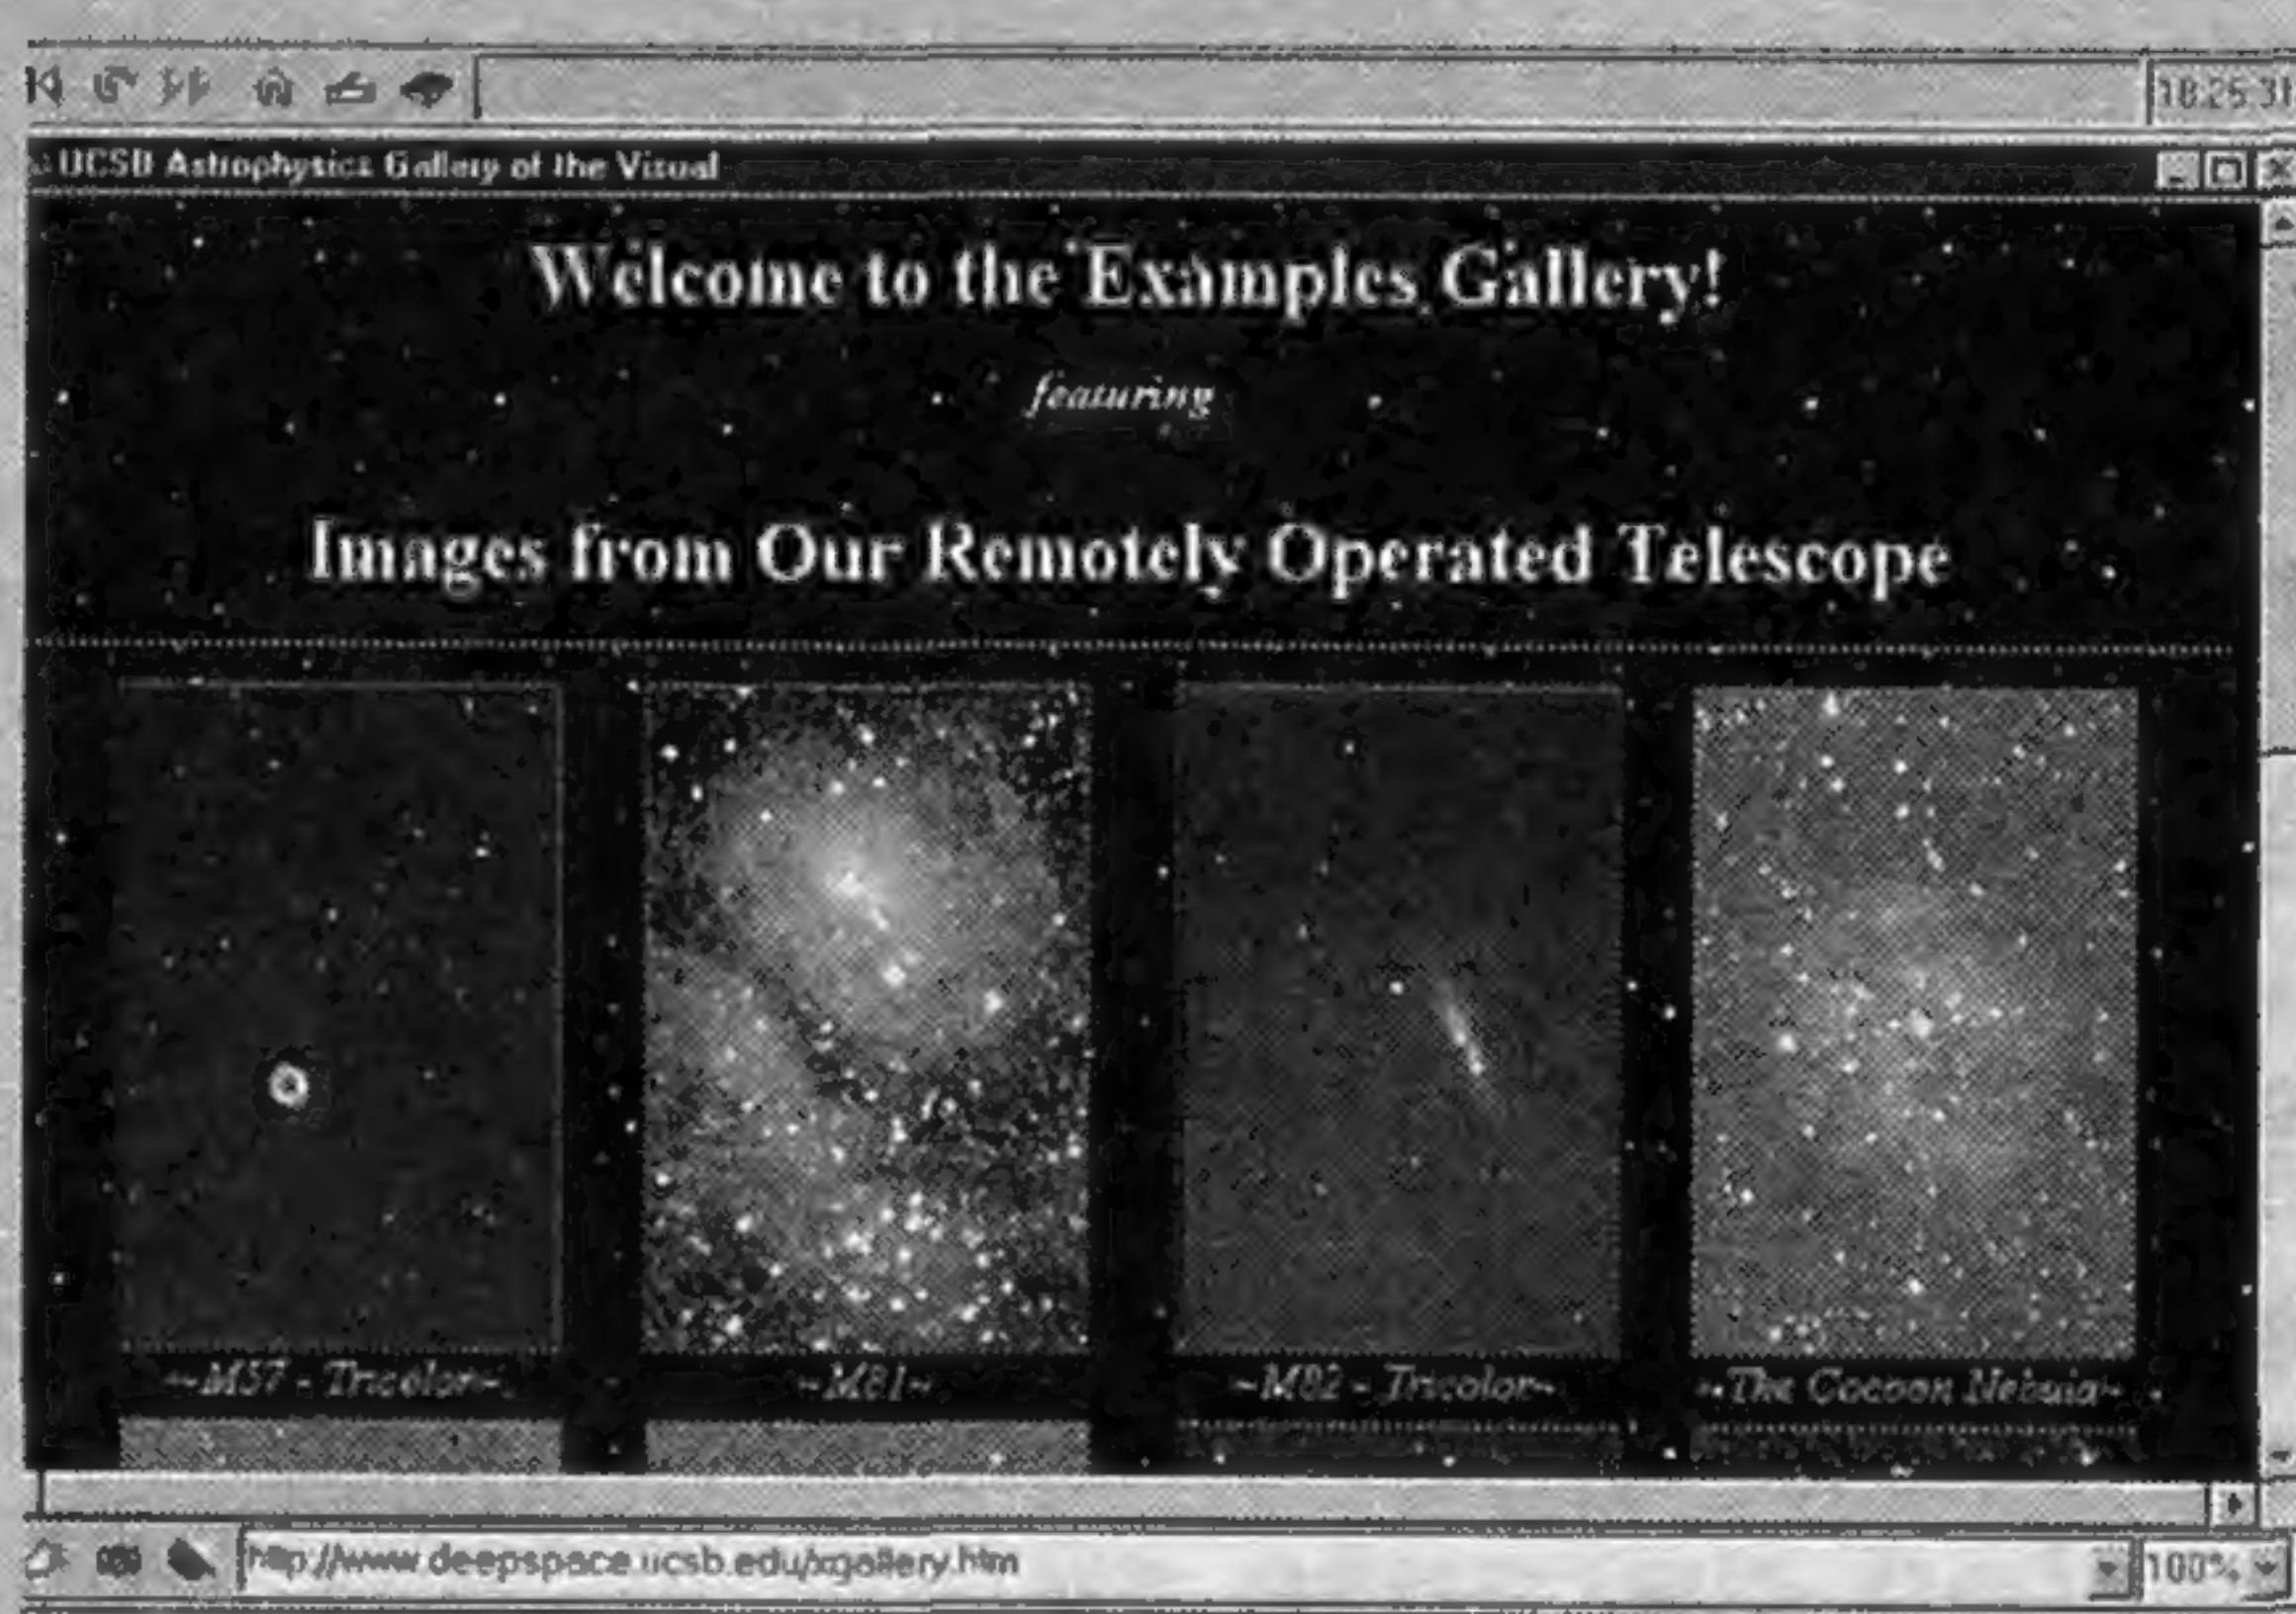 18:25:31
UCSB Astrophysics Gallery of the Visual
Welcome to the Examples Gallery!
featuring
Images from Our Remotely Operated Telescope
~M57 - Tricolor~
~M81~
~M82 - Tricolor~
~The Cocoon Nebula~
http://www.deepspace.ucsb.edu/xgallery.htm
100%